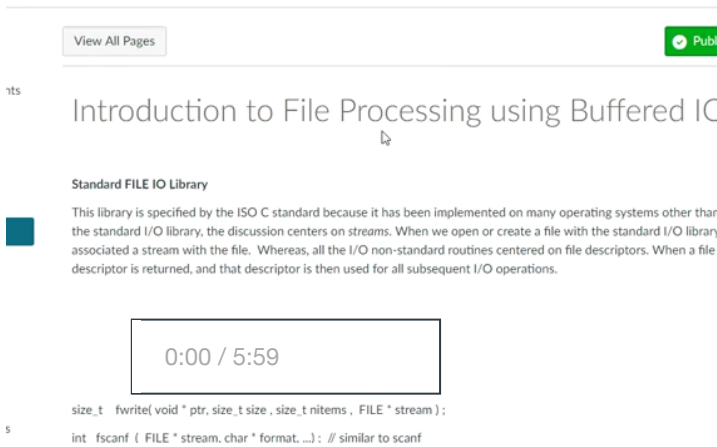 View All Pages
Publ
nts
Introduction to File Processing using Buffered IO
Standard FILE IO Library
This library is specified by the ISO C standard because it has been implemented on many operating systems other than
the standard I/O library, the discussion centers on streams. When we open or create a file with the standard I/O library
associated a stream with the file. Whereas, all the I/O non-standard routines centered on file descriptors. When a file
descriptor is returned, and that descriptor is then used for all subsequent I/O operations.
0:00 / 5:59
size_t fwrite( void * ptr, size_t size , size_t nitems , FILE * stream ) ;
s
int fscanf ( FILE * stream, char * format, ...) ; // similar to scanf